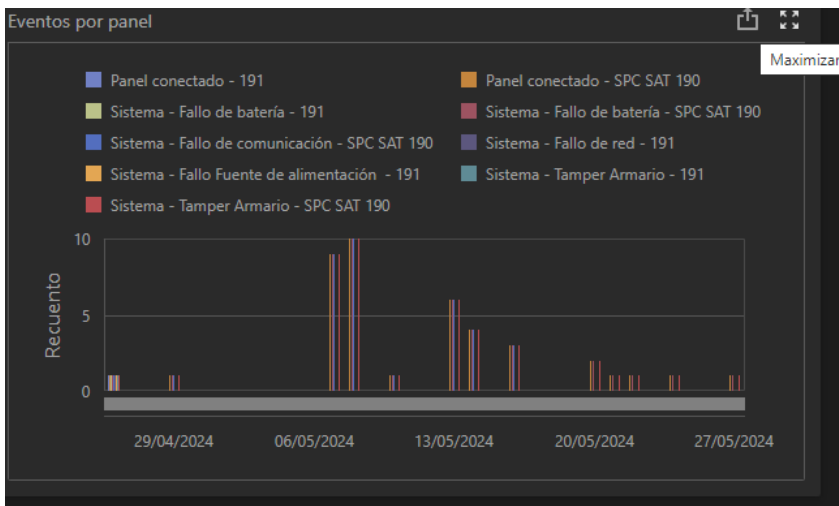 Eventos por panel
Maximizar
Panel conectado - 191
Panel conectado - SPC SAT 190
Sistema - Fallo de batería - 191
Sistema - Fallo de batería - SPC SAT 190
Sistema - Fallo de comunicación - SPC SAT 190
Sistema - Fallo de red - 191
Sistema - Fallo Fuente de alimentación - 191
Sistema - Tamper Armario - 191
Sistema - Tamper Armario - SPC SAT 190
Recuento
10
5
0
29/04/2024
06/05/2024
13/05/2024
20/05/2024
27/05/2024